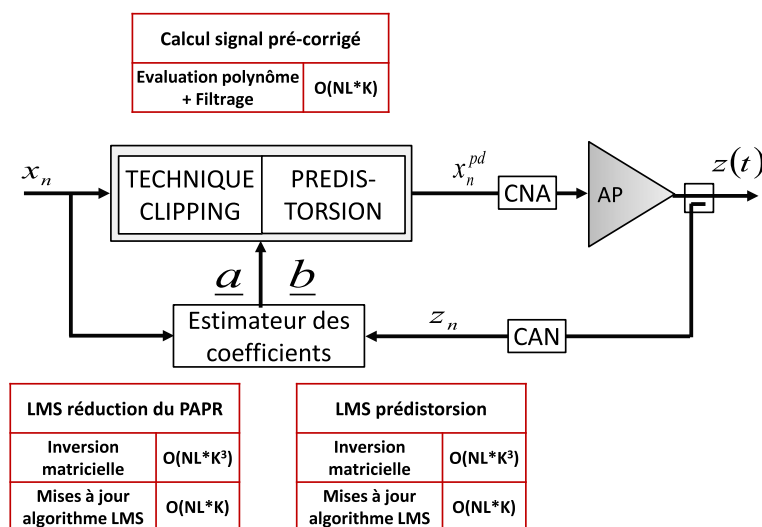 Calcul signal pré-corrigé
Evaluation polynôme
+ Filtrage
O(NL*K)
x_n
TECHNIQUE
CLIPPING
PREDIS-
TORSION
x_n^{pd}
CNA
AP
z(t)
a b
Estimateur des
coefficients
z_n
CAN
LMS réduction du PAPR
Inversion
matricielle
O(NL*K³)
Mises à jour
algorithme LMS
O(NL*K)
LMS prédistorsion
Inversion
matricielle
O(NL*K³)
Mises à jour
algorithme LMS
O(NL*K)